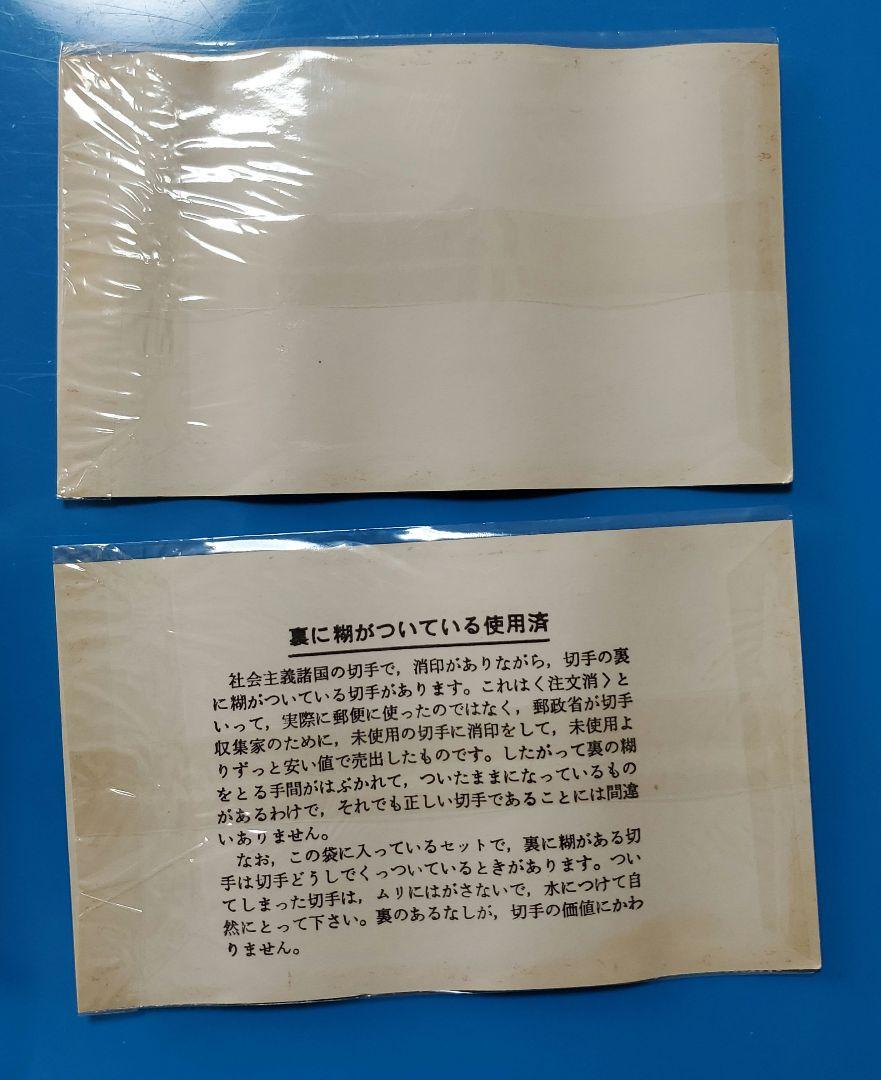 裏に糊がついている使用済
社会主義諸国の切手で，消印がありながら，切手の裏
に糊がついている切手があります。これは〈注文消〉と
いって，実際に郵便に使ったのではなく，郵政省が切手
収集家のために，未使用の切手に消印をして，未使用よ
りずっと安い値で売出したものです。したがって裏の糊
をとる手間がはぶかれて，ついたままになっているもの
があるわけで，それでも正しい切手であることには間違
いありません。
なお，この袋に入っているセットで，裏に糊がある切
手は切手どうしでくっついているときがあります。つい
てしまった切手は，ムリにはがさないで，水につけて自
然にとって下さい。裏のあるなしが，切手の価値にかわ
りません。